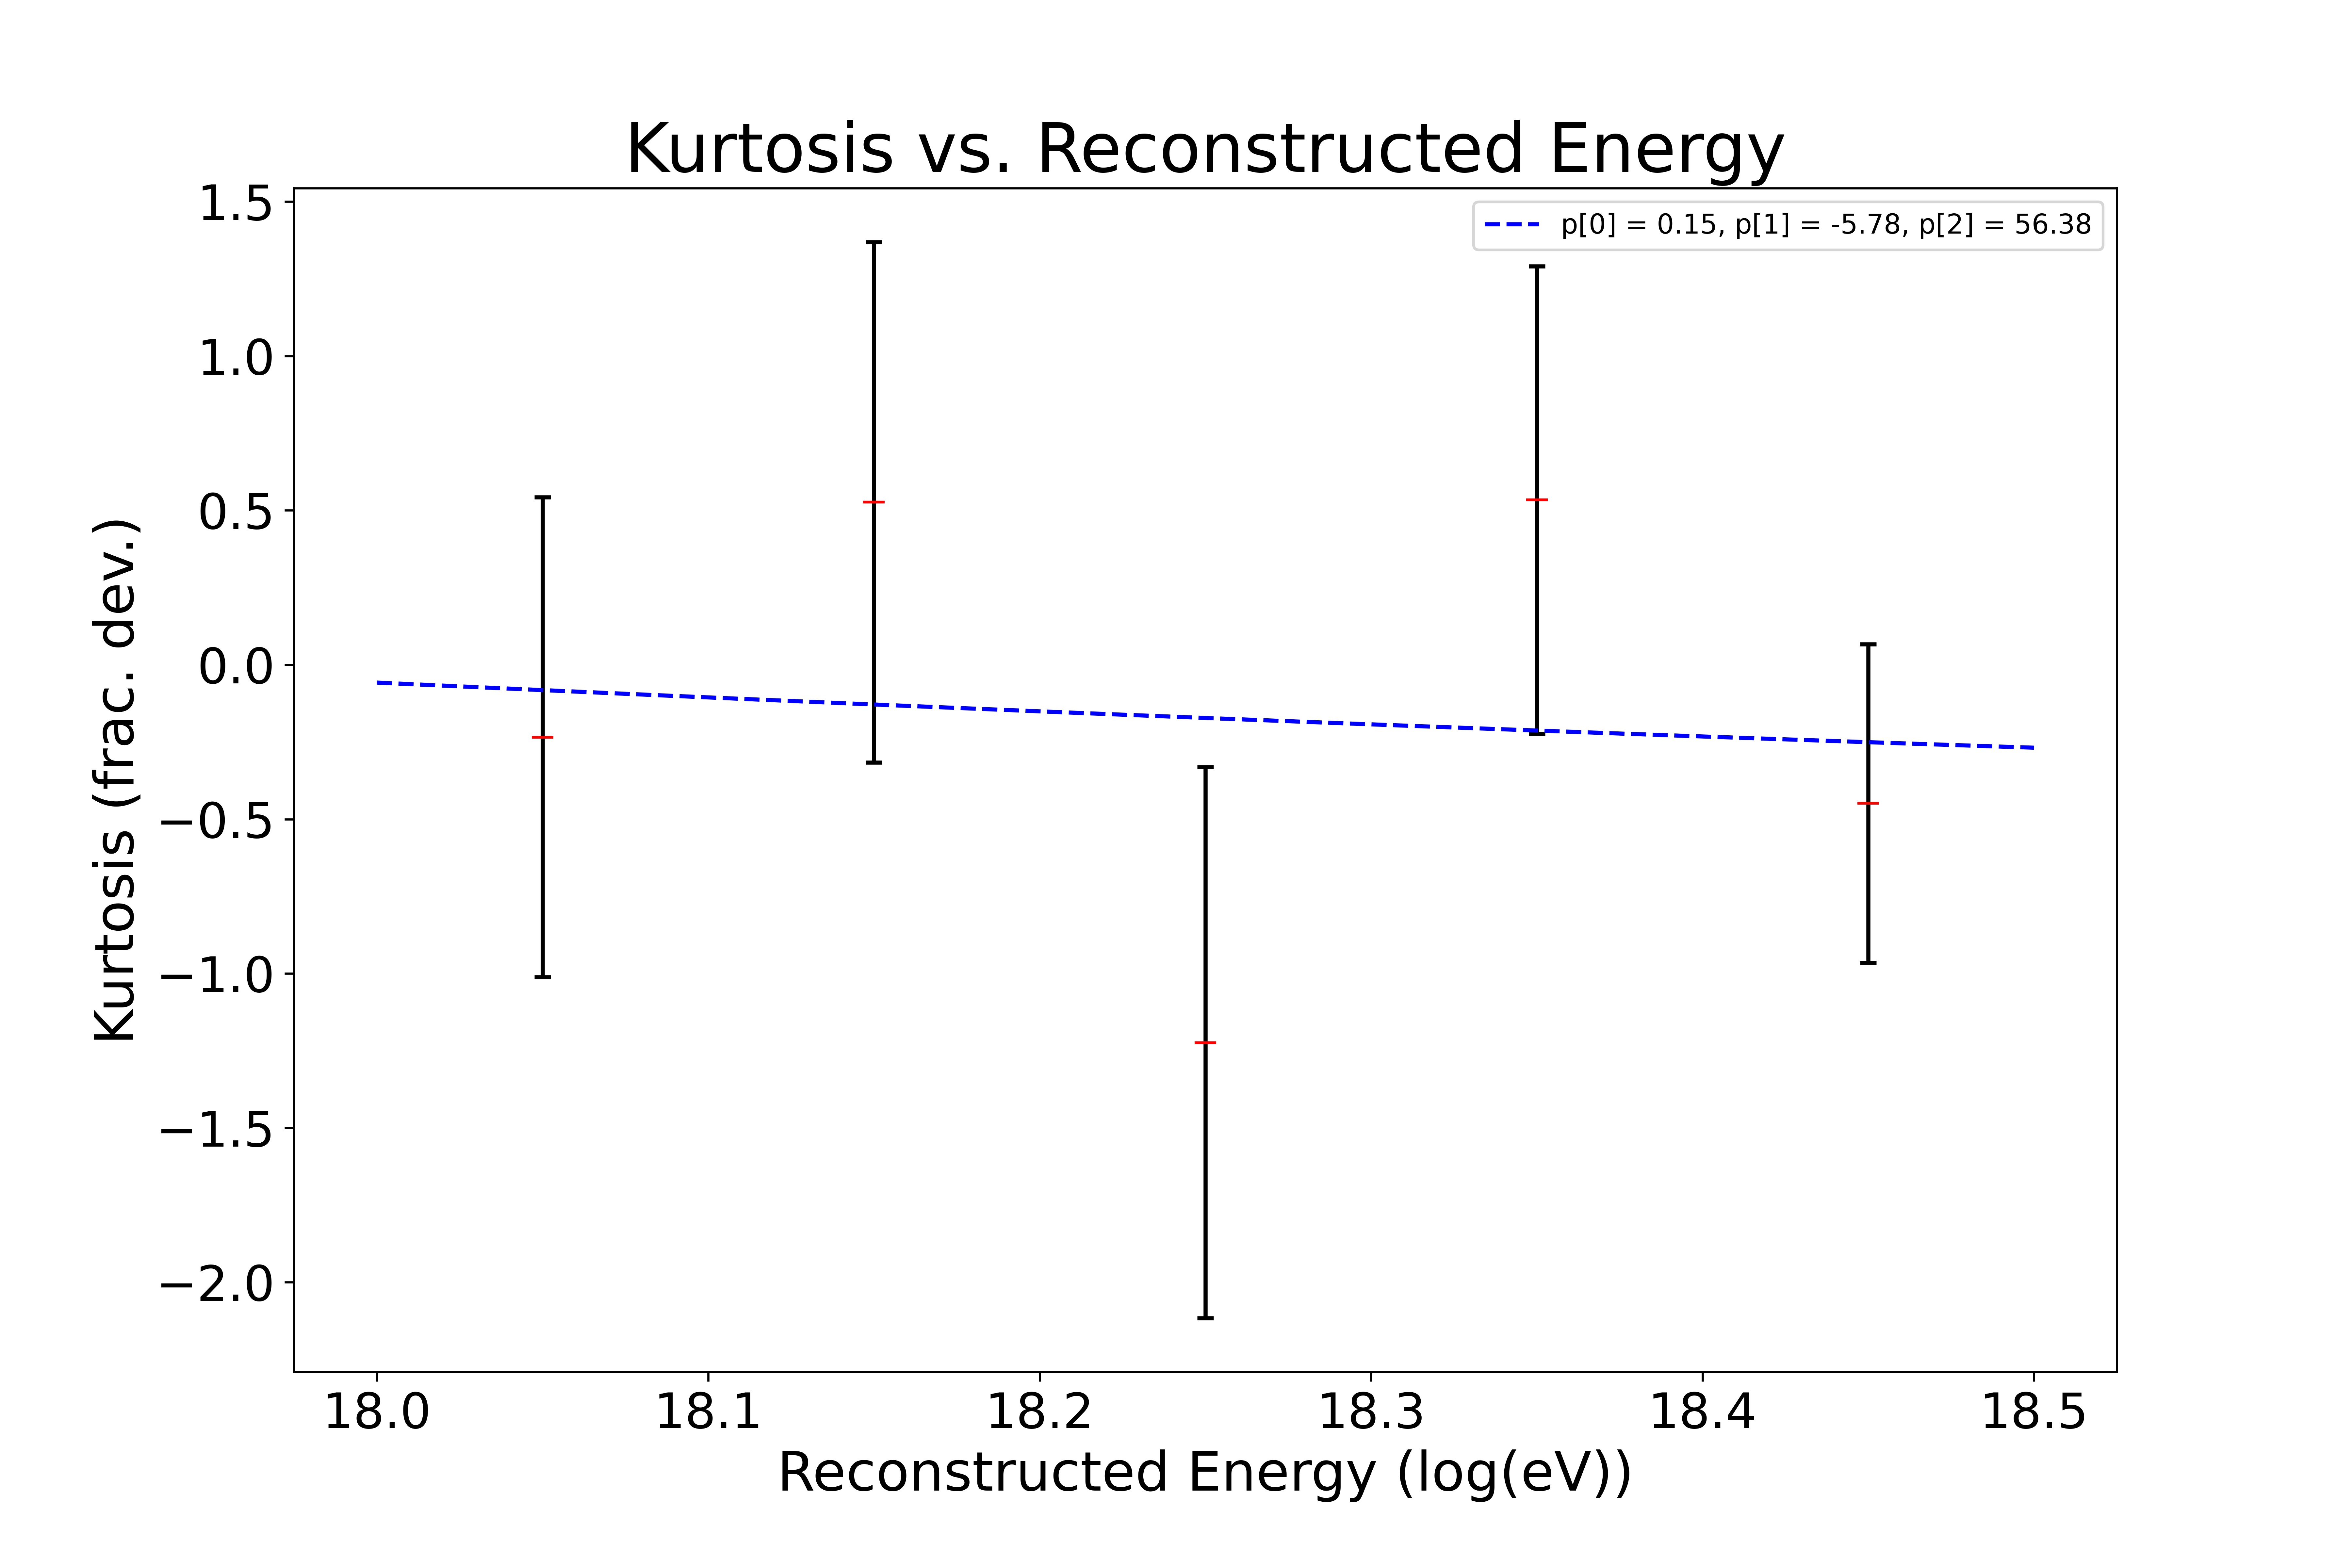 Kurtosis vs. Reconstructed Energy
p[0] = 0.15, p[1] = -5.78, p[2] = 56.38
Kurtosis (frac. dev.)
1.5
1.0
0.5
0.0
−0.5
−1.0
−1.5
−2.0
18.0 18.1 18.2 18.3 18.4 18.5
Reconstructed Energy (log(eV))